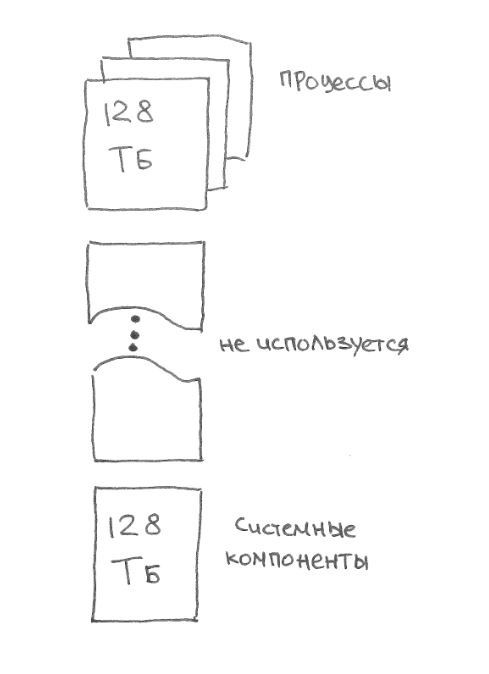 процессы
128
ТБ
не используется
128
ТБ
системные
компоненты